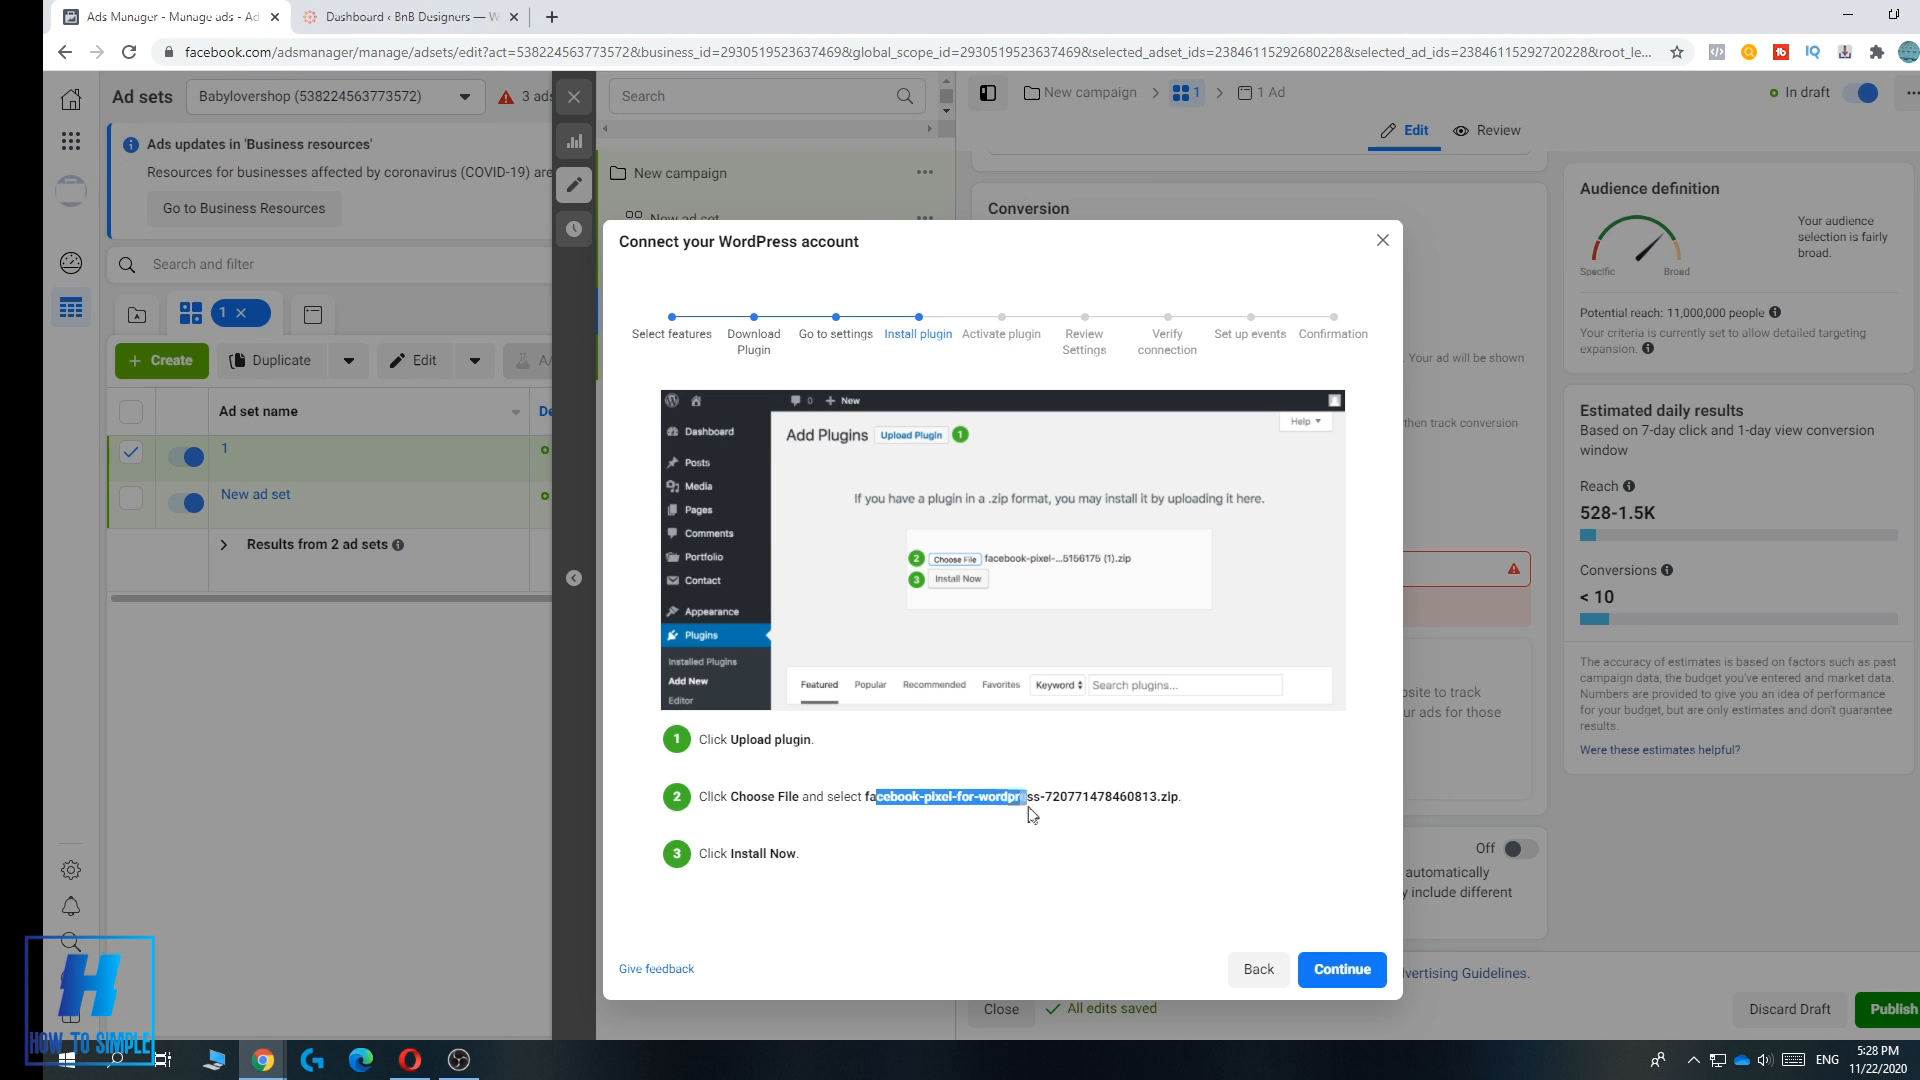 Ads Manager - Manage ads - Ad
Dashboard ‹ BnB Designers — W
facebook.com/adsmanager/manage/adsets/edit?act=538224563773572&business_id=293051952637469&global_scope_id=293051952637469&selected_adset_ids=23846115292680228&selected_ad_ids=23846115292720228&root_le...
Ad sets
Babylovershop (538224563773572)
3 ads
Search
New campaign
1
1 Ad
In draft
Edit
Review
Ads updates in 'Business resources'
Resources for businesses affected by coronavirus (COVID-19) are
Go to Business Resources
New campaign
New ad set
Conversion
Audience definition
Your audience
selection is fairly
broad.
Specific
Broad
Potential reach: 11,000,000 people
Your criteria is currently set to allow detailed targeting
expansion.
Search and filter
1
Create
Duplicate
Edit
Ad set name
1
New ad set
Results from 2 ad sets
Connect your WordPress account
Select features
Download
Plugin
Go to settings
Install plugin
Activate plugin
Review
Settings
Verify
connection
Set up events
Confirmation
0
New
Help
Dashboard
Posts
Media
Pages
Comments
Portfolio
Contact
Appearance
Plugins
Installed Plugins
Add New
Editor
Add Plugins
Upload Plugin
1
If you have a plugin in a .zip format, you may install it by uploading it here.
2 Choose File facebook-pixel-...5156175 (1).zip
3 Install Now
Featured
Popular
Recommended
Favorites
Keyword
Search plugins...
1 Click Upload plugin.
2 Click Choose File and select facebook-pixel-for-wordpress-720771478460813.zip.
3 Click Install Now.
Give feedback
Back
Continue
. Your ad will be shown
then track conversion
Estimated daily results
Based on 7-day click and 1-day view conversion
window
Reach
528-1.5K
Conversions
< 10
The accuracy of estimates is based on factors such as past
campaign data, the budget you've entered and market data.
Numbers are provided to give you an idea of performance
for your budget, but are only estimates and don't guarantee
results.
Were these estimates helpful?
bsite to track
ur ads for those
Off
automatically
y include different
vertising Guidelines.
Close
All edits saved
Discard Draft
Publish
H
HOW TO SIMPLE
ENG
5:28 PM
11/22/2020